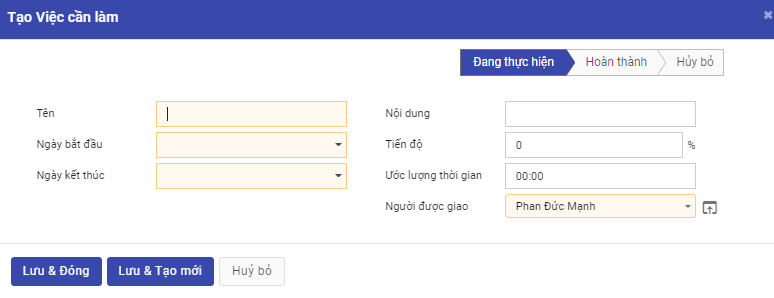 Tạo Việc cần làm
Đang thực hiện Hoàn thành Hủy bỏ
Tên
Nội dung
Ngày bắt đầu
Tiến độ 0 %
Ngày kết thúc
Ước lượng thời gian 00:00
Người được giao Phan Đức Mạnh
Lưu & Đóng Lưu & Tạo mới Huỷ bỏ